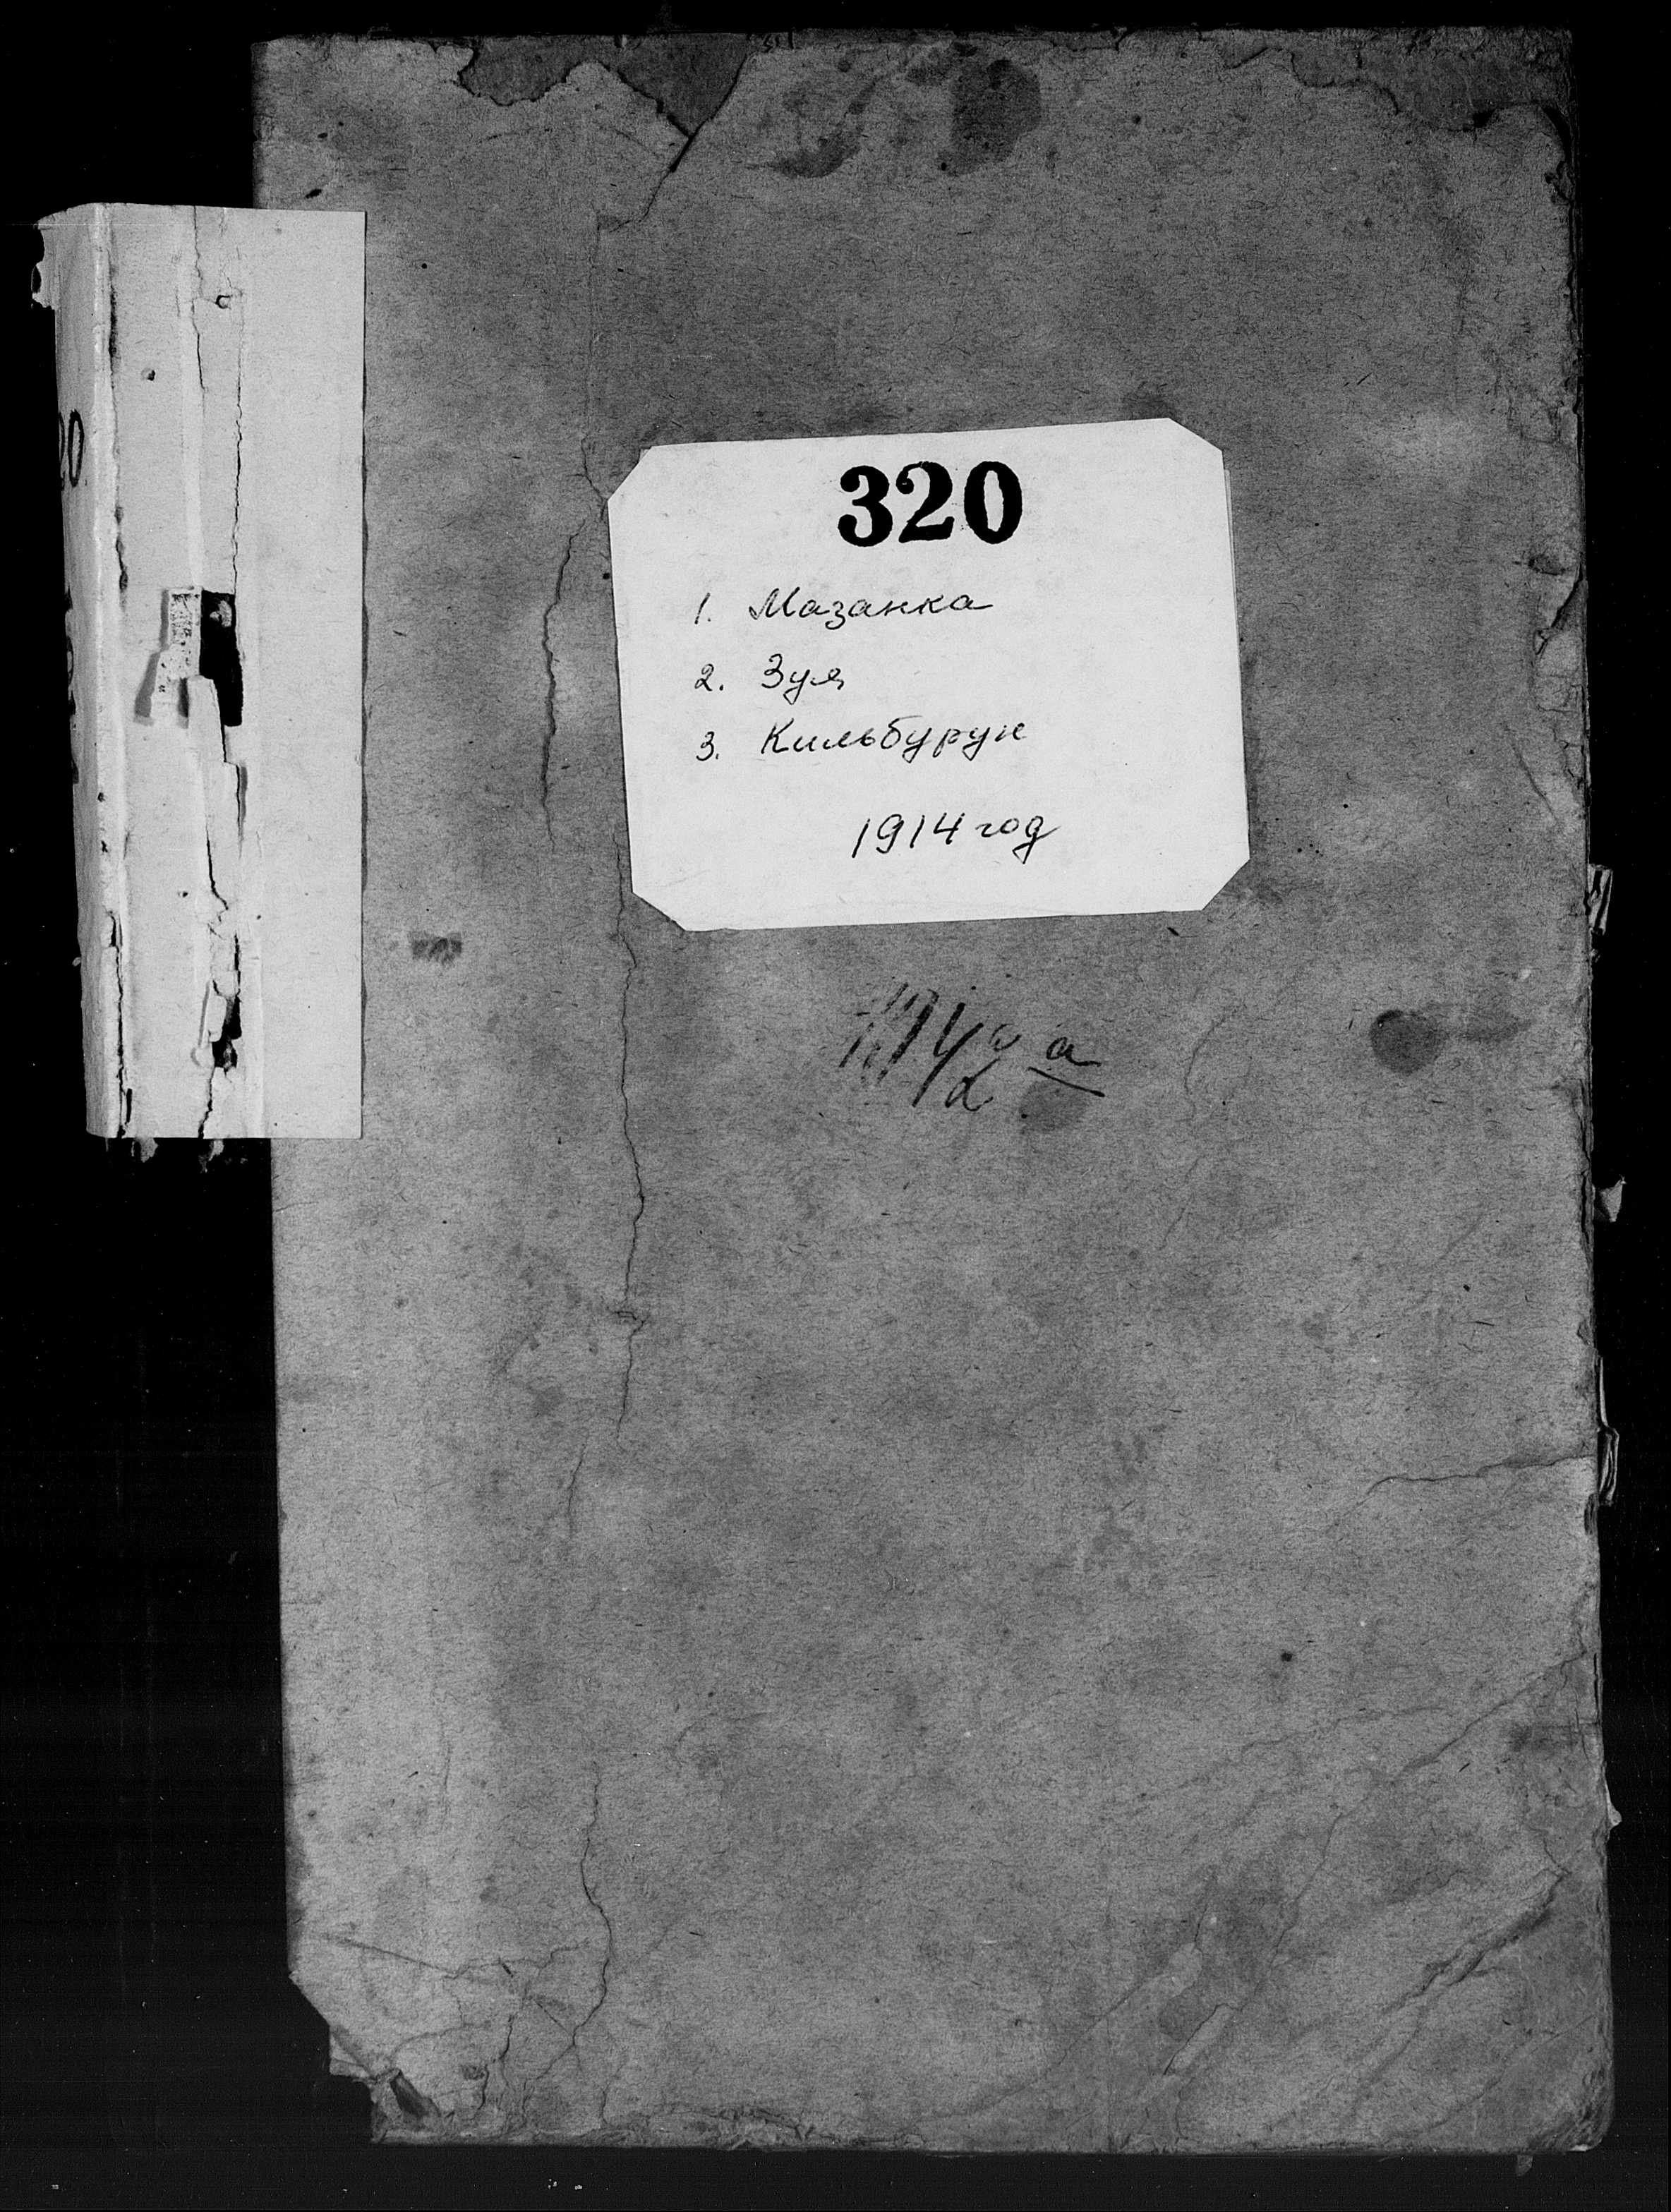 320
1. Мазанка
2. Зуя
3. Кильбурун
1914 год